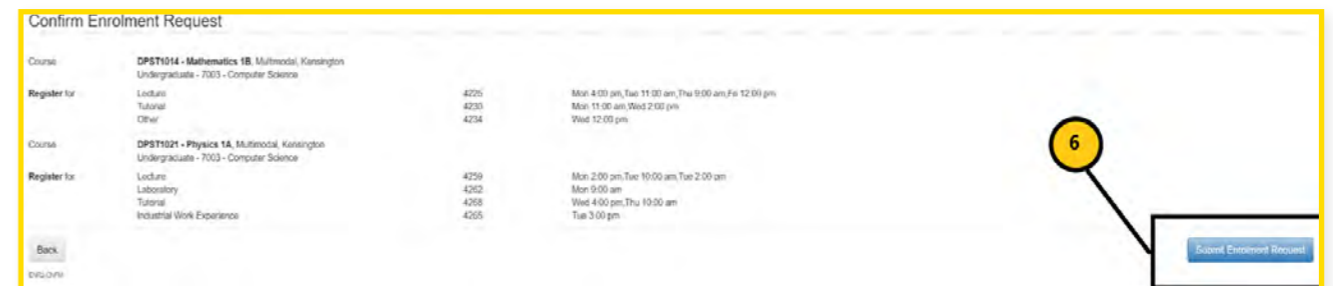 Confirm Enrolment Request
Course DPST1014 - Mathematics 1B, Multimodal, Kensington
Undergraduate - 7003 - Computer Science
Register for Lecture 4225 Mon 4:00 pm,Tue 11:00 am,Thu 9:00 am,Fri 12:00 pm
Tutorial 4230 Mon 11:00 am,Wed 2:00 pm
Other 4234 Wed 12:00 pm
Course DPST1021 - Physics 1A, Multimodal, Kensington
Undergraduate - 7003 - Computer Science
Register for Lecture 4259 Mon 2:00 pm,Tue 10:00 am,Tue 2:00 pm
Laboratory 4262 Mon 9:00 am
Tutorial 4268 Wed 4:00 pm,Thu 10:00 am
Industrial Work Experience 4265 Tue 3:00 pm
6
Back
Submit Enrolment Request